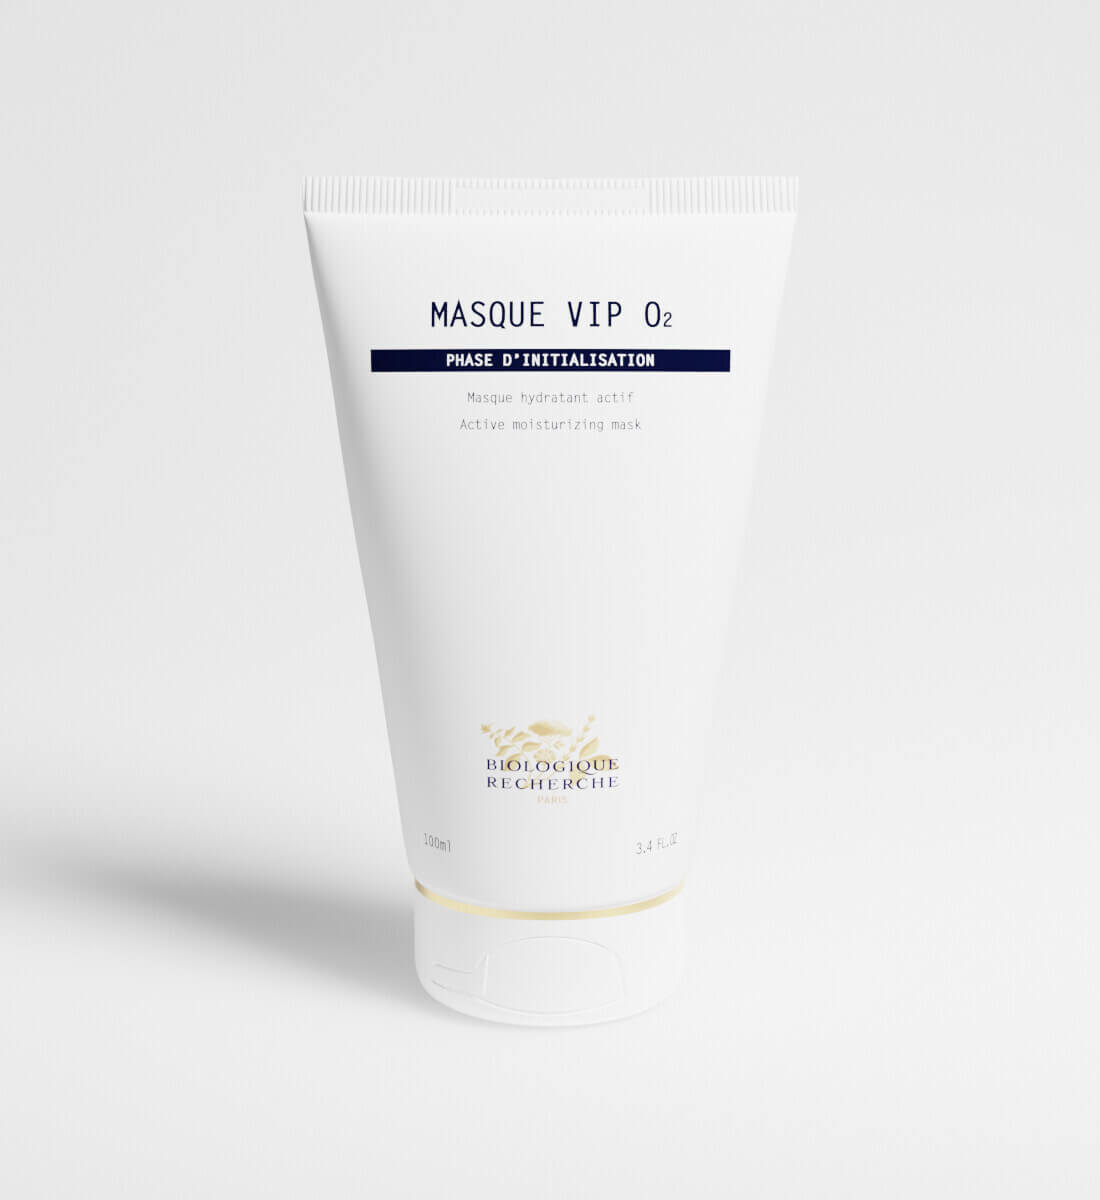 MASQUE VIP O₂
PHASE D'INITIALISATION
Masque hydratant actif
Active moisturizing mask
BIOLOGIQUE
RECHERCHE
PARIS
100ml
3.4 FL.OZ